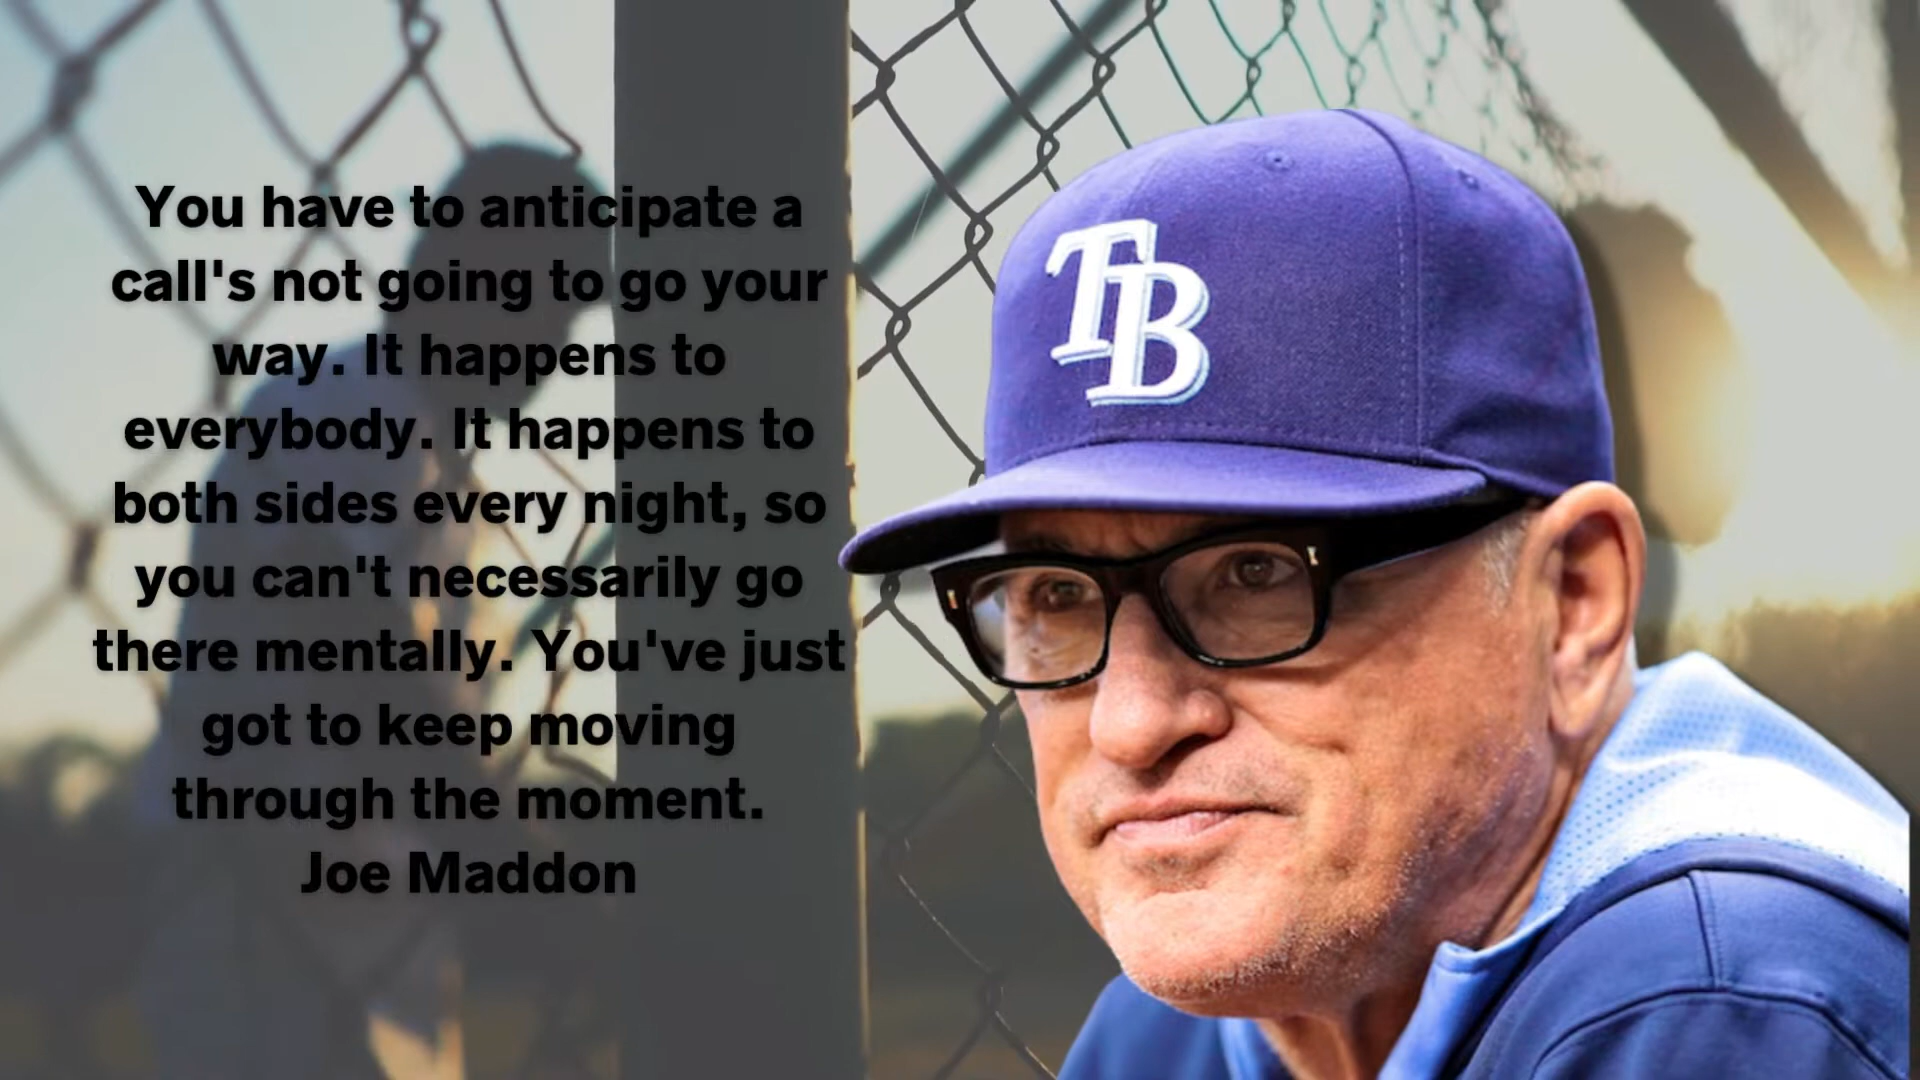 You have to anticipate a
call's not going to go your
way. It happens to
everybody. It happens to
both sides every night, so
you can't necessarily go
there mentally. You've just
got to keep moving
through the moment.
Joe Maddon
TB